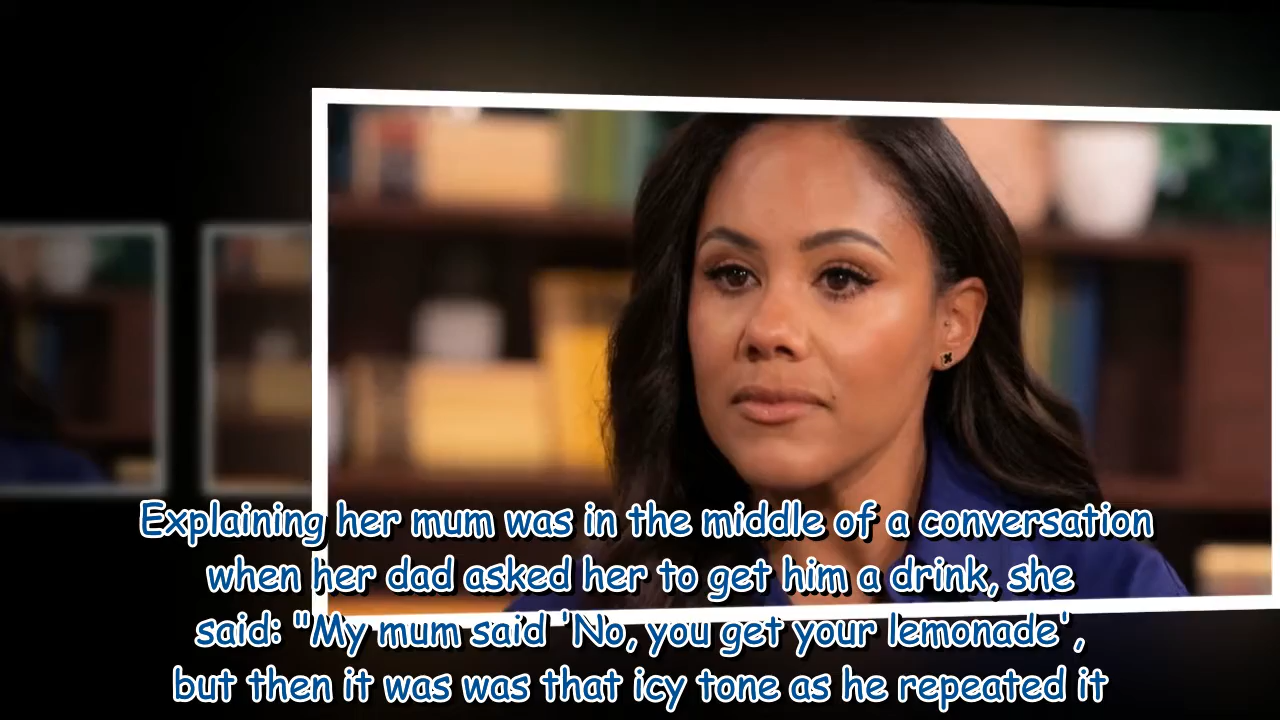 Explaining her mum was in the middle of a conversation
when her dad asked her to get him a drink, she
said: "My mum said 'No, you get your lemonade',
but then it was was that icy tone as he repeated it